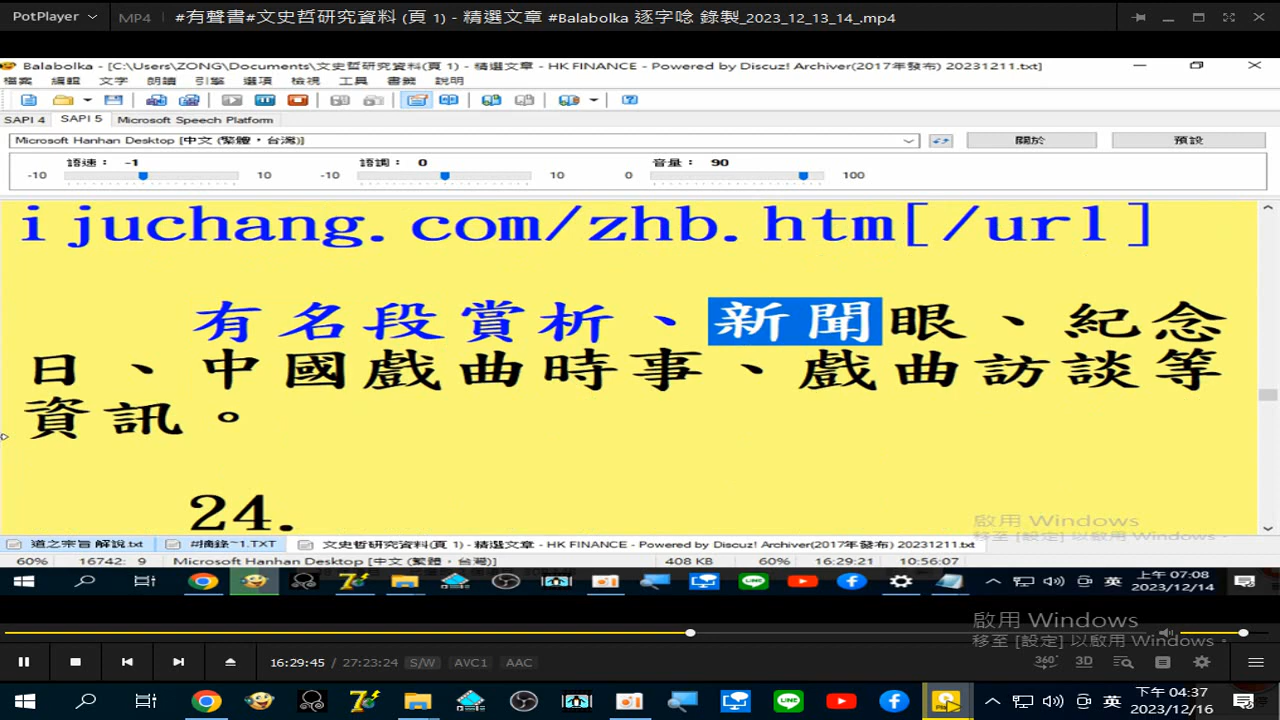 PotPlayer MP4 #有聲書#文史哲研究資料 (頁 1) - 精選文章 #Balabolka 逐字唸 錄製_2023_12_13_14_.mp4
Balabolka - [C:\Users\ZONG\Documents\文史哲研究資料(頁 1) - 精選文章 - HK FINANCE - Powered by Discuz! Archiver(2017年發布) 20231211.txt]
檔案 編輯 文字 朗讀 引擎 選項 檢視 工具 書籤 說明
SAPI 4 SAPI 5 Microsoft Speech Platform
Microsoft Hanhan Desktop [中文 (繁體，台灣)] 關於 預設
語速： -1 語調： 0 音量： 90
-10 10 -10 10 0 100
ijuchang.com/zhb.htm[/url]
有名段賞析、新聞眼、紀念
日、中國戲曲時事、戲曲訪談等
資訊。
24.
啟用 Windows
移至 [設定] 以啟用 Windows。
道之宗旨 解說.txt #摘錄~1.TXT 文史哲研究資料(頁 1) - 精選文章 - HK FINANCE - Powered by Discuz! Archiver(2017年發布) 20231211.txt
60% 16742: 9 Microsoft Hanhan Desktop [中文 (繁體，台灣)] 408 KB 60% 16:29:21 10:56:07
英 上午 07:08
2023/12/14
啟用 Windows
移至 [設定] 以啟用 Windows。
16:29:45 / 27:23:24 S/W AVC1 AAC 360° 3D
英 下午 04:37
2023/12/16